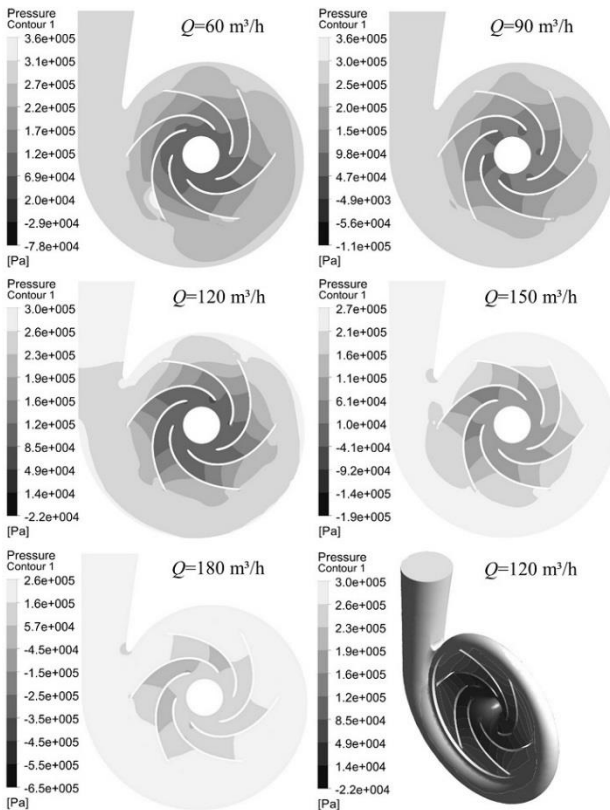 Pressure
Contour 1
Q=60 m³/h
3.6e+005
3.1e+005
2.7e+005
2.2e+005
1.7e+005
1.2e+005
6.9e+004
2.0e+004
-2.9e+004
-7.8e+004
[Pa]
Pressure
Contour 1
Q=90 m³/h
3.6e+005
3.1e+005
2.5e+005
2.0e+005
1.5e+005
9.8e+004
4.7e+004
-4.9e+003
-5.6e+004
-1.1e+005
[Pa]
Pressure
Contour 1
Q=120 m³/h
3.0e+005
2.6e+005
2.3e+005
1.9e+005
1.6e+005
1.2e+005
8.5e+004
4.9e+004
1.4e+004
-2.2e+004
[Pa]
Pressure
Contour 1
Q=150 m³/h
2.7e+005
2.1e+005
1.6e+005
1.1e+005
6.1e+004
1.0e+004
-4.1e+004
-9.2e+004
-1.4e+005
-1.9e+005
[Pa]
Pressure
Contour 1
Q=180 m³/h
2.6e+005
1.6e+005
5.7e+004
-4.4e+004
-1.5e+005
-2.5e+005
-3.5e+005
-4.5e+005
-5.5e+005
-6.5e+005
[Pa]
Pressure
Contour 1
Q=120 m³/h
3.0e+005
2.6e+005
2.3e+005
1.9e+005
1.6e+005
1.2e+005
8.5e+004
4.9e+004
1.4e+004
-2.2e+004
[Pa]